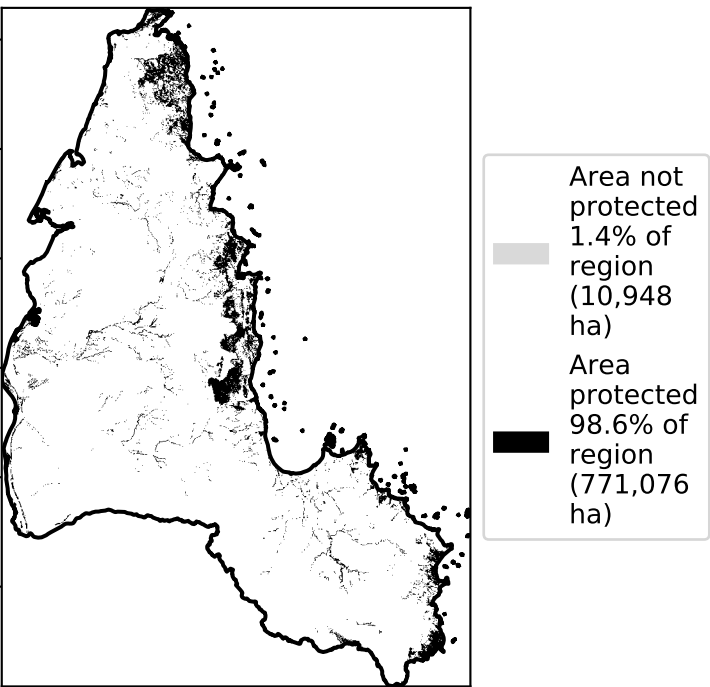 Area not
protected
1.4% of
region
(10,948
ha)
Area
protected
98.6% of
region
(771,076
ha)